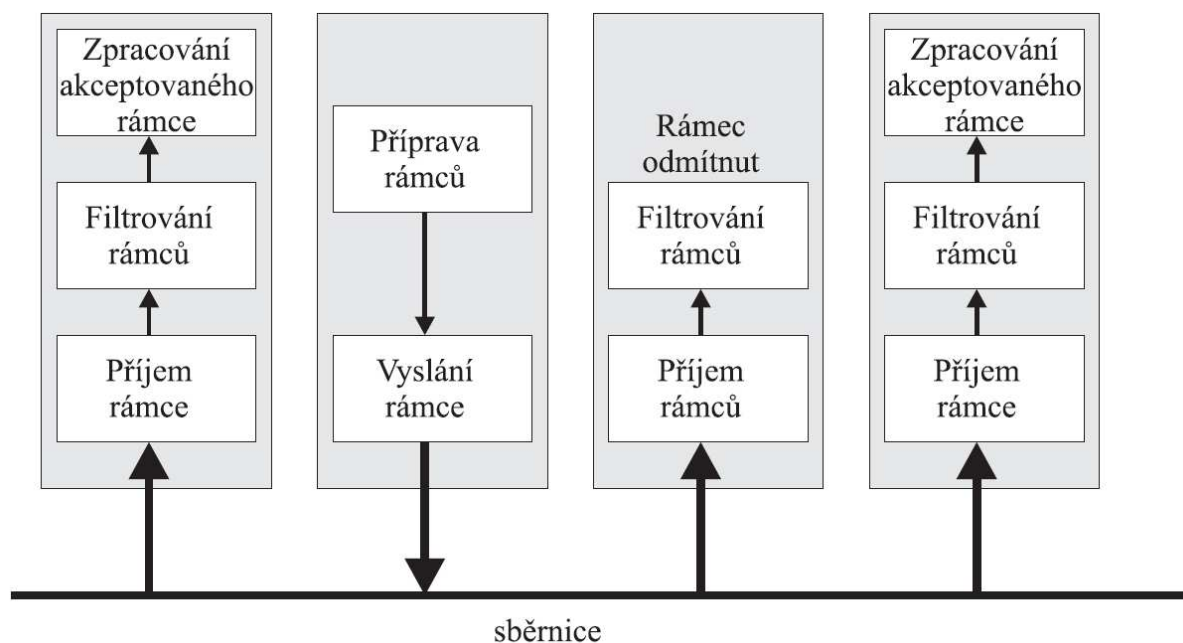 Zpracování
akceptovaného
rámce
Filtrování
rámců
Příjem
rámce
Příprava
rámců
Vyslání
rámce
Rámec
odmítnut
Filtrování
rámců
Příjem
rámců
Zpracování
akceptovaného
rámce
Filtrování
rámců
Příjem
rámce
sběrnice